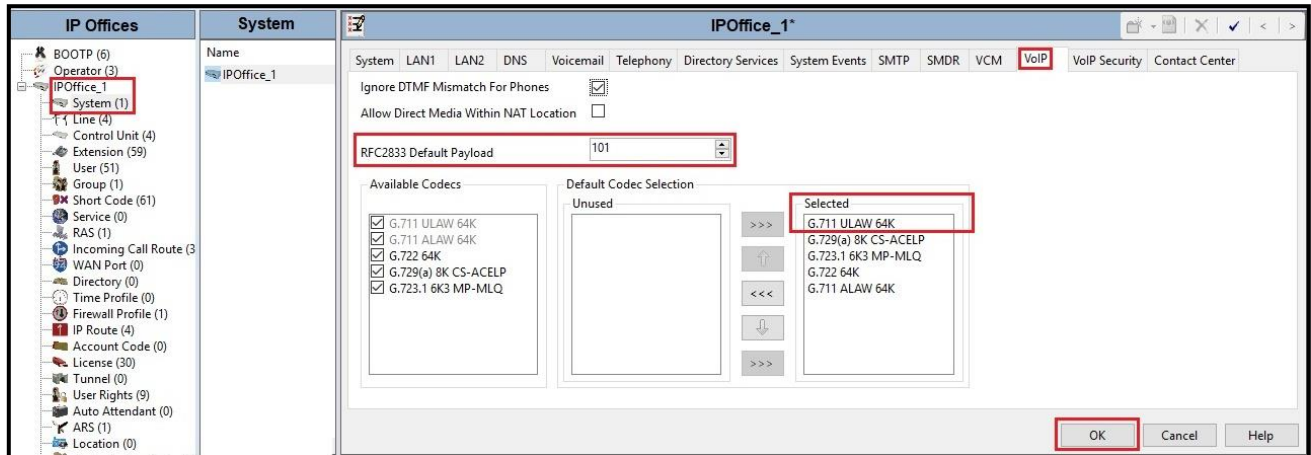 IP Offices
BOOTP (6)
Operator (3)
IPOffice_1
System (1)
Line (4)
Control Unit (4)
Extension (59)
User (51)
Group (1)
Short Code (61)
Service (0)
RAS (1)
Incoming Call Route (3
WAN Port (0)
Directory (0)
Time Profile (0)
Firewall Profile (1)
IP Route (4)
Account Code (0)
License (30)
Tunnel (0)
User Rights (9)
Auto Attendant (0)
ARS (1)
Location (0)
System
Name
IPOffice_1
IPOffice_1*
System LAN1 LAN2 DNS Voicemail Telephony Directory Services System Events SMTP SMDR VCM VoIP VoIP Security Contact Center
Ignore DTMF Mismatch For Phones
Allow Direct Media Within NAT Location
RFC2833 Default Payload 101
Available Codecs
G.711 ULAW 64K
G.711 ALAW 64K
G.722 64K
G.729(a) 8K CS-ACELP
G.723.1 6K3 MP-MLQ
Default Codec Selection
Unused
>>>
<<<
>>>
Selected
G.711 ULAW 64K
G.729(a) 8K CS-ACELP
G.723.1 6K3 MP-MLQ
G.722 64K
G.711 ALAW 64K
OK Cancel Help